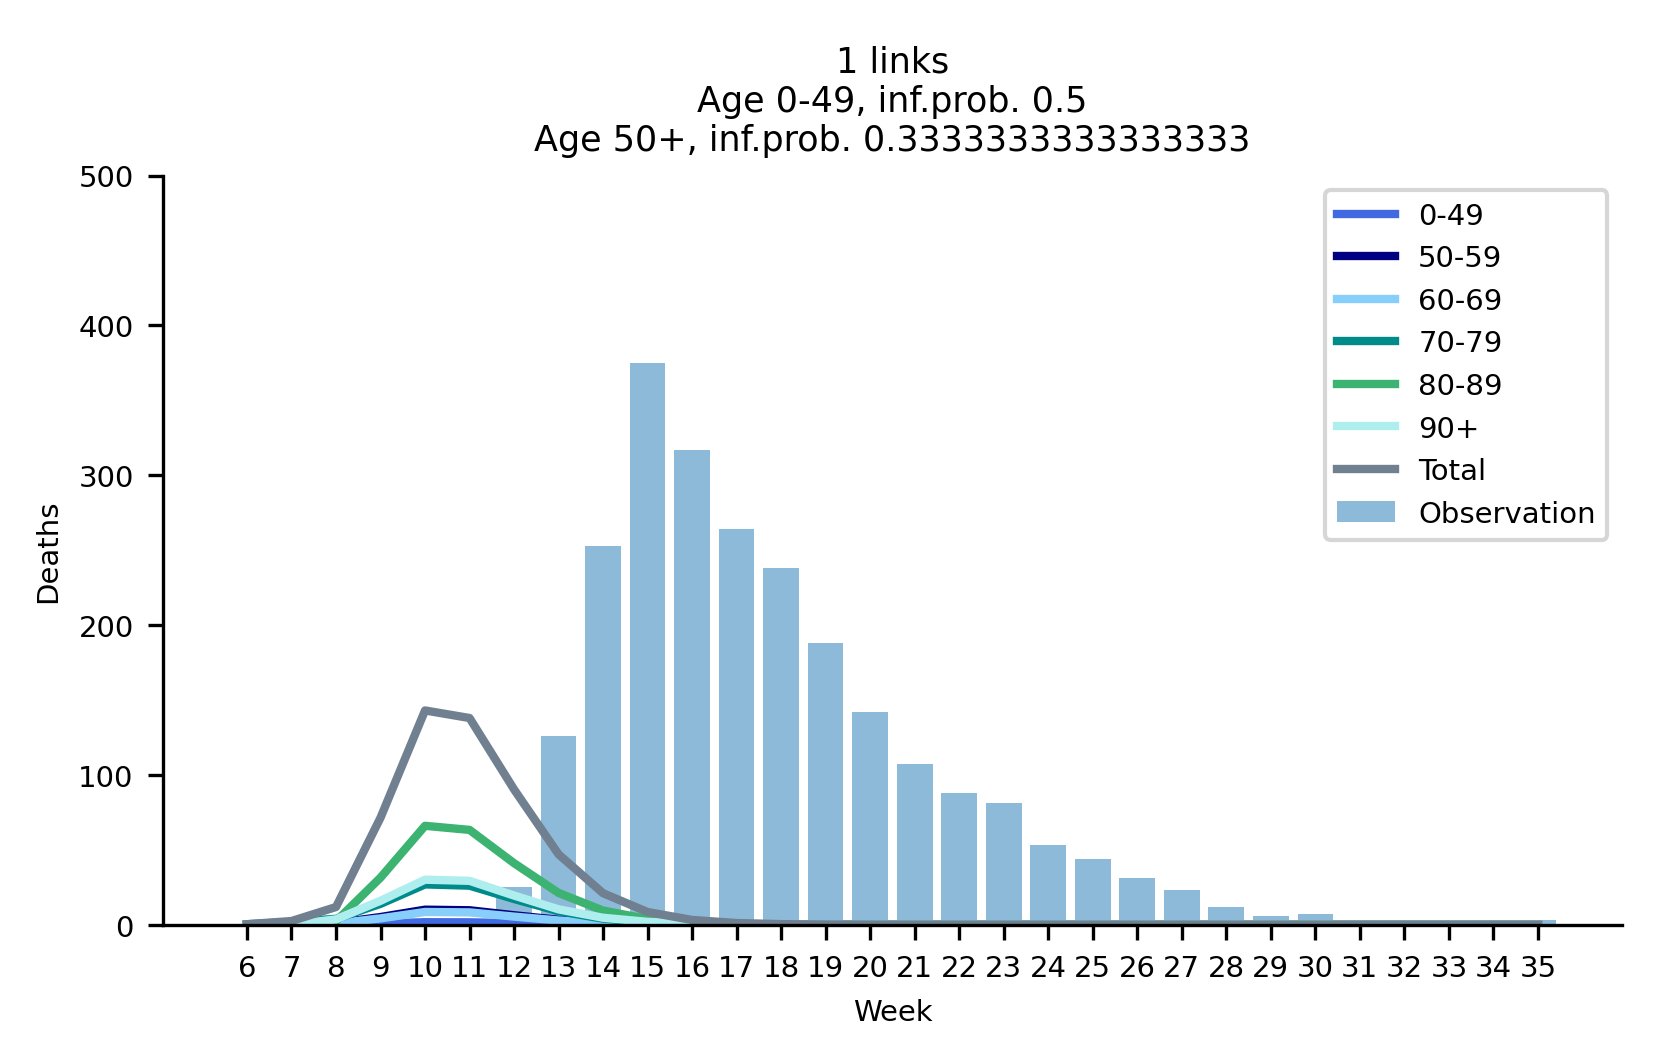 1 links
Age 0-49, inf.prob. 0.5
Age 50+, inf.prob. 0.3333333333333333
500
400
300
200
100
0
Deaths
0-49
50-59
60-69
70-79
80-89
90+
Total
Observation
6 7 8 9 10 11 12 13 14 15 16 17 18 19 20 21 22 23 24 25 26 27 28 29 30 31 32 33 34 35
Week